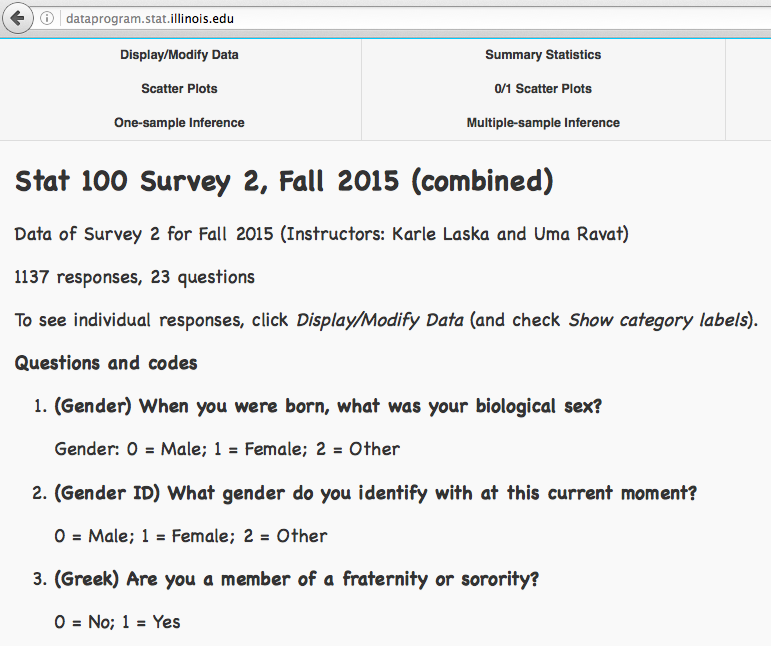 dataprogram.stat.illinois.edu
Display/Modify Data Summary Statistics
Scatter Plots 0/1 Scatter Plots
One-sample Inference Multiple-sample Inference
Stat 100 Survey 2, Fall 2015 (combined)
Data of Survey 2 for Fall 2015 (Instructors: Karle Laska and Uma Ravat)
1137 responses, 23 questions
To see individual responses, click Display/Modify Data (and check Show category labels).
Questions and codes
1. (Gender) When you were born, what was your biological sex?
Gender: 0 = Male; 1 = Female; 2 = Other
2. (Gender ID) What gender do you identify with at this current moment?
0 = Male; 1 = Female; 2 = Other
3. (Greek) Are you a member of a fraternity or sorority?
0 = No; 1 = Yes